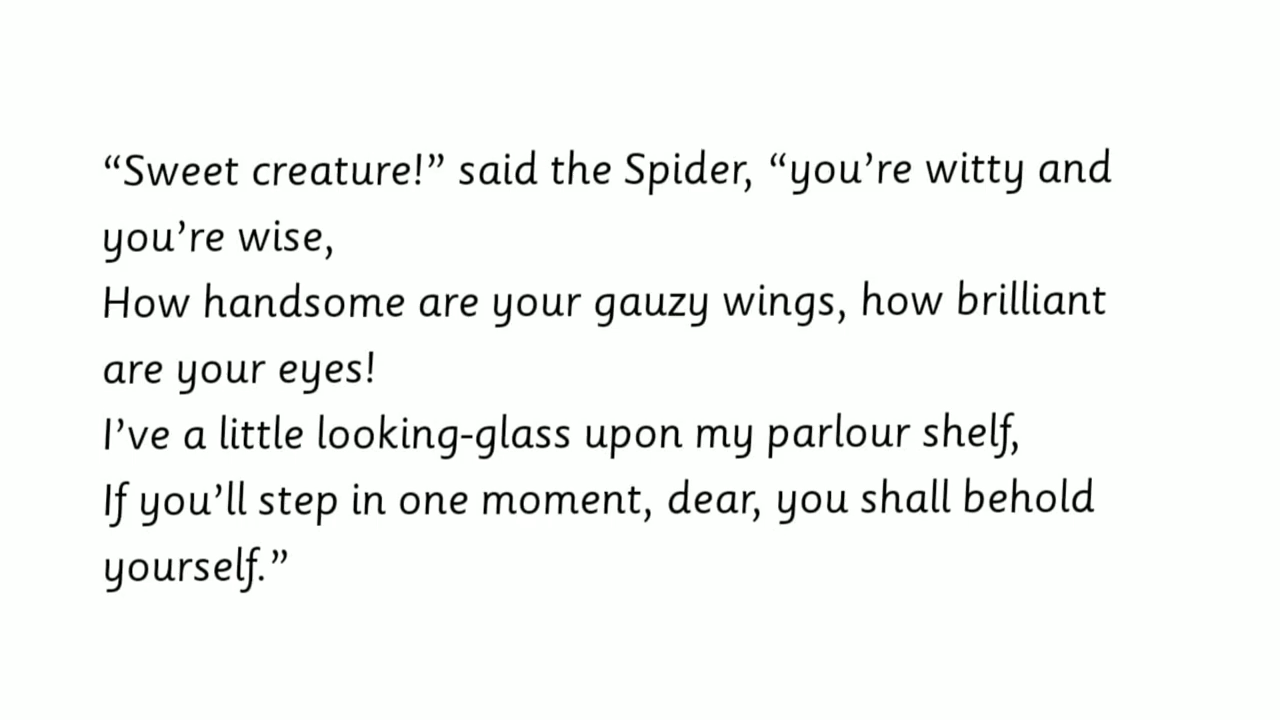 “Sweet creature!” said the Spider, “you’re witty and
you’re wise,
How handsome are your gauzy wings, how brilliant
are your eyes!
I’ve a little looking-glass upon my parlour shelf,
If you’ll step in one moment, dear, you shall behold
yourself.”